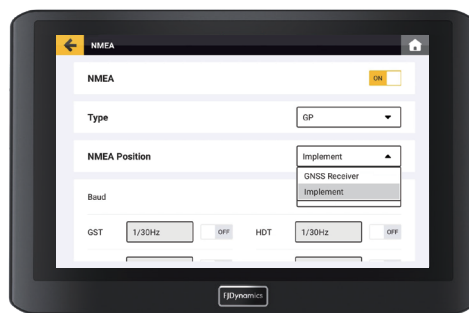 NMEA
NMEA ON
Type GP
NMEA Position Implement
GNSS Receiver
Implement
Baud
GST 1/30Hz OFF HDT 1/30Hz OFF
FJDynamics